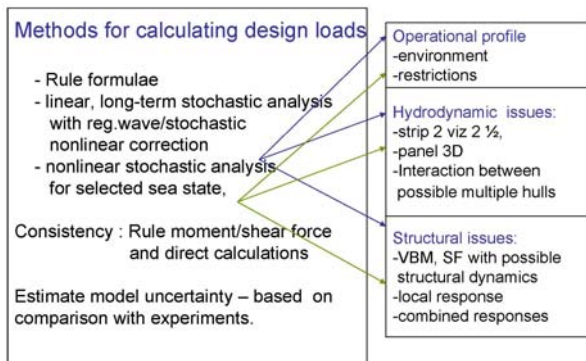 Methods for calculating design loads
- Rule formulae
- linear, long-term stochastic analysis
with reg.wave/stochastic
nonlinear correction
- nonlinear stochastic analysis
for selected sea state,
Consistency : Rule moment/shear force
and direct calculations
Estimate model uncertainty – based on
comparison with experiments.
Operational profile
-environment
-restrictions
Hydrodynamic issues:
-strip 2 viz 2 ½,
-panel 3D
-Interaction between
possible multiple hulls
Structural issues:
-VBM, SF with possible
structural dynamics
-local response
-combined responses